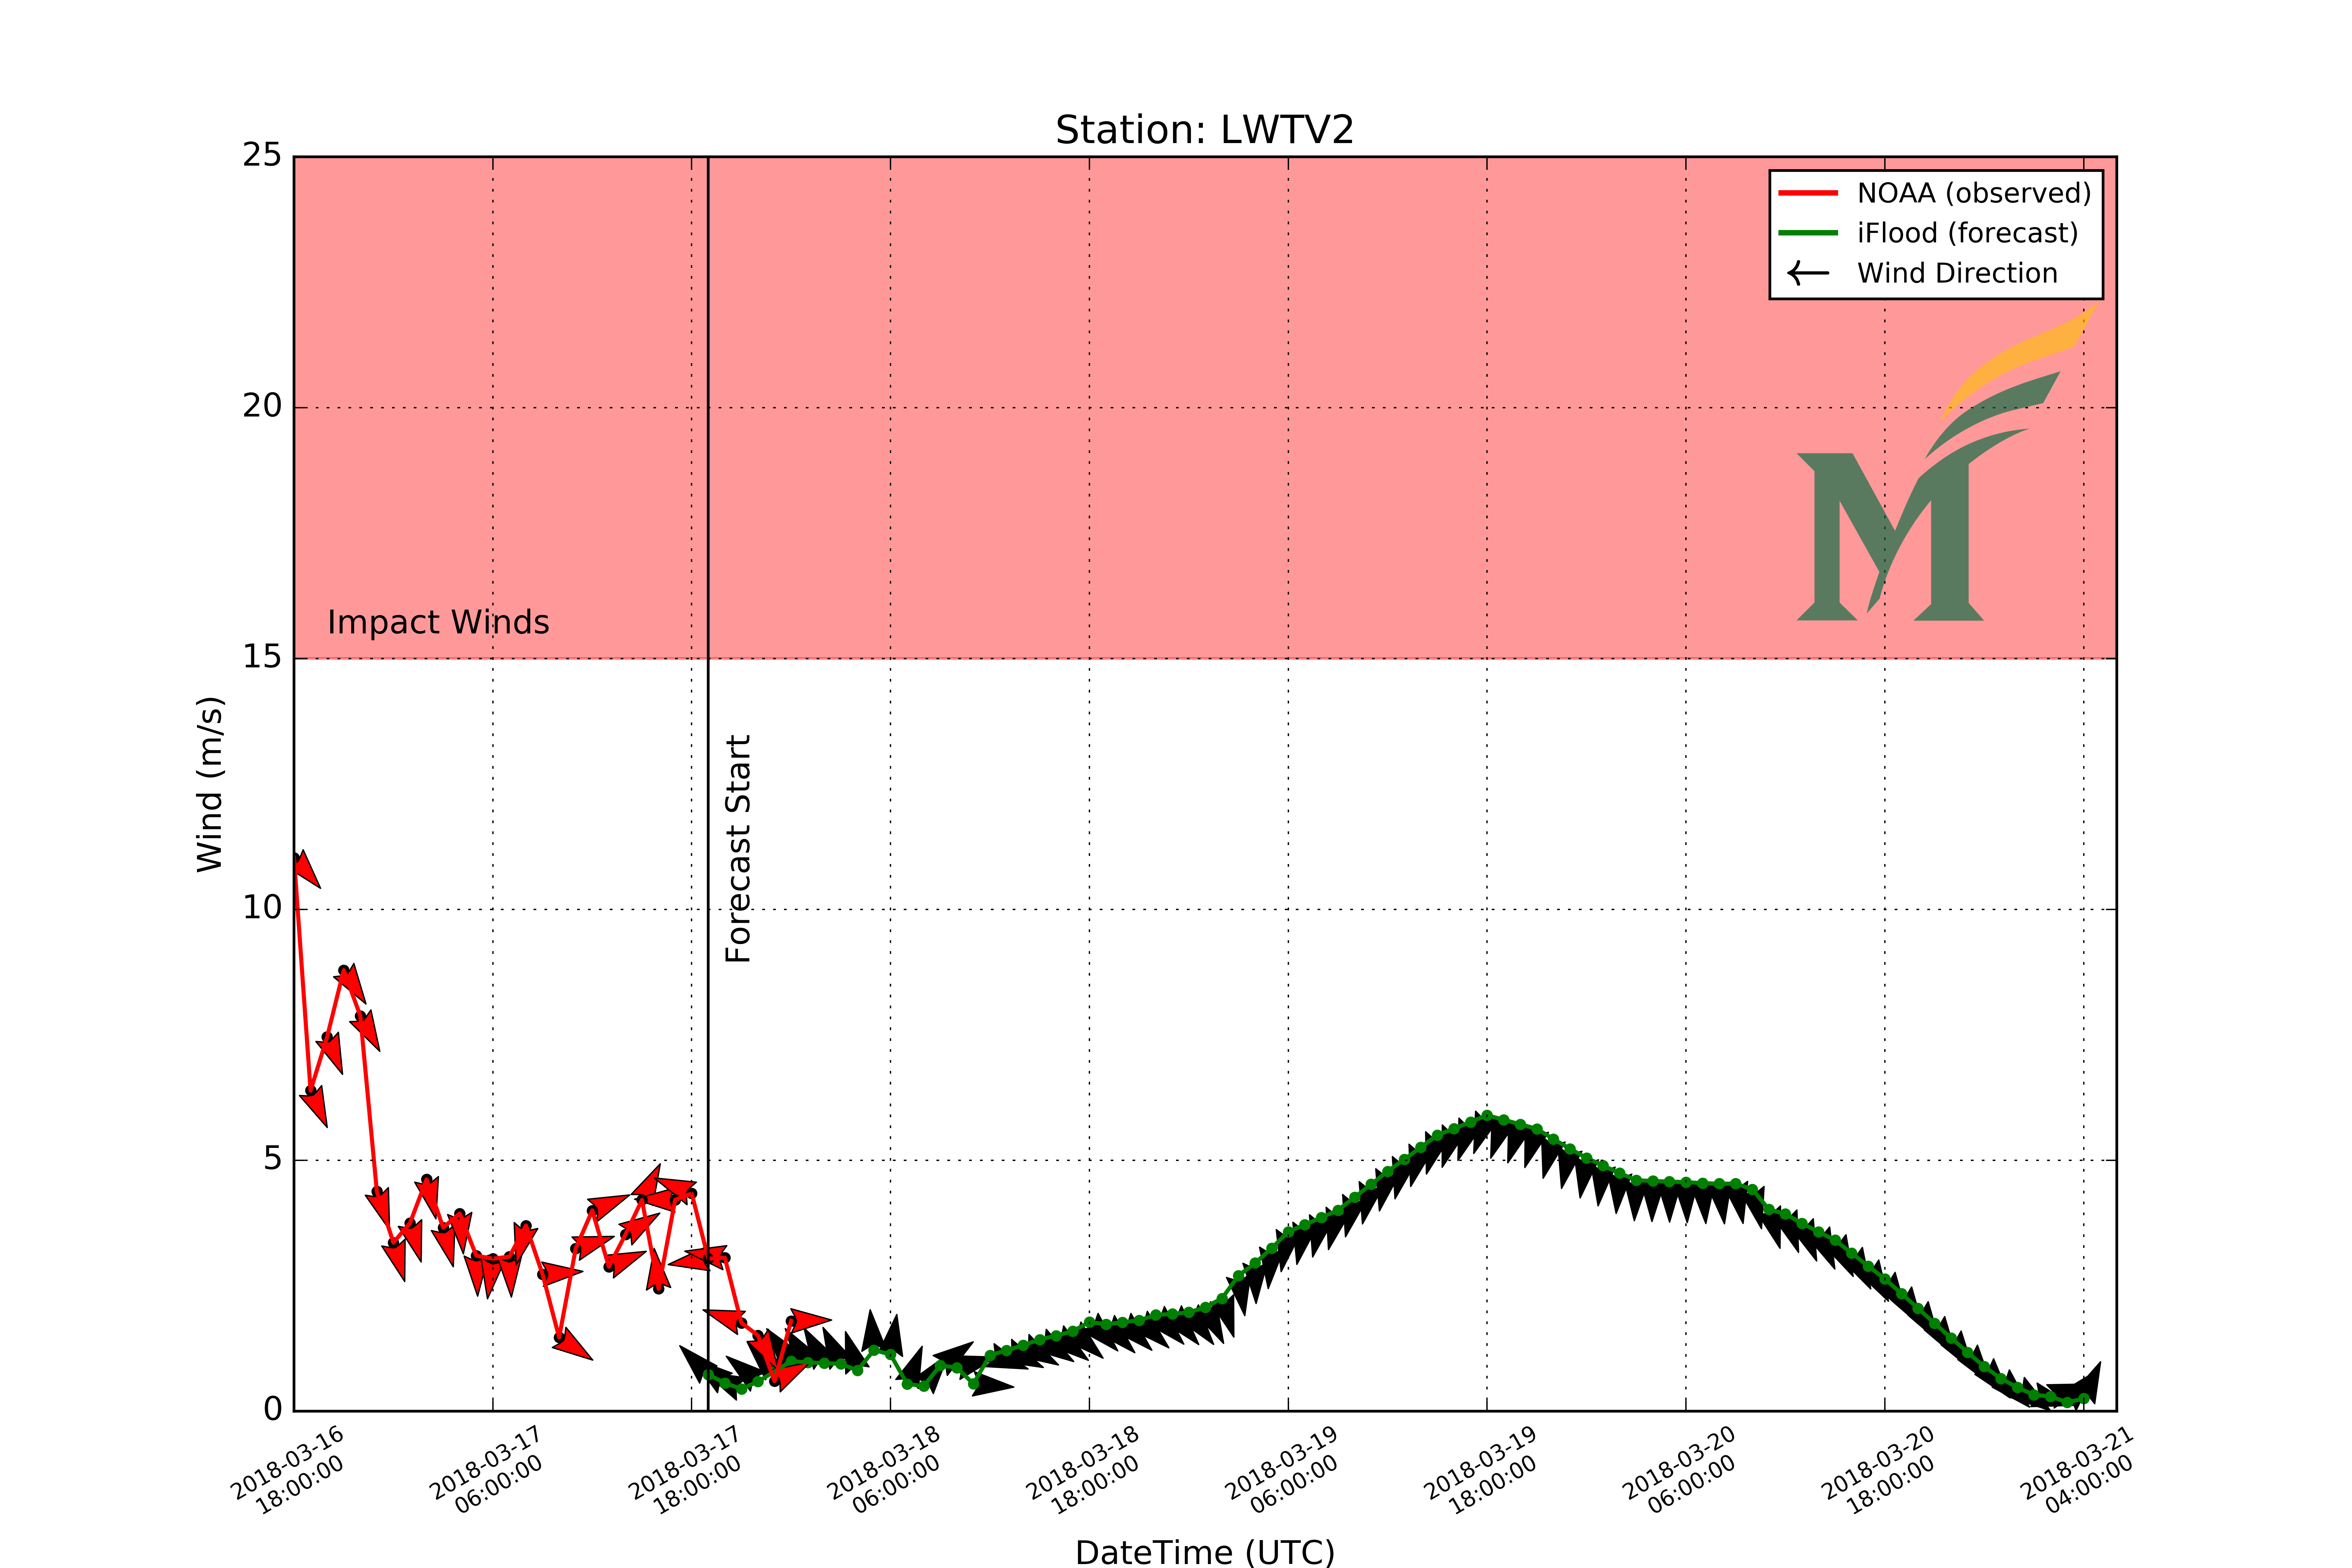 Station: LWTV2
25
20
15
10
5
0
Wind (m/s)
NOAA (observed)
iFlood (forecast)
Wind Direction
M
Impact Winds
Forecast Start
2018-03-16
18:00:00
2018-03-17
06:00:00
2018-03-17
18:00:00
2018-03-18
06:00:00
2018-03-18
18:00:00
2018-03-19
06:00:00
2018-03-19
18:00:00
2018-03-20
06:00:00
2018-03-20
18:00:00
2018-03-21
04:00:00
DateTime (UTC)